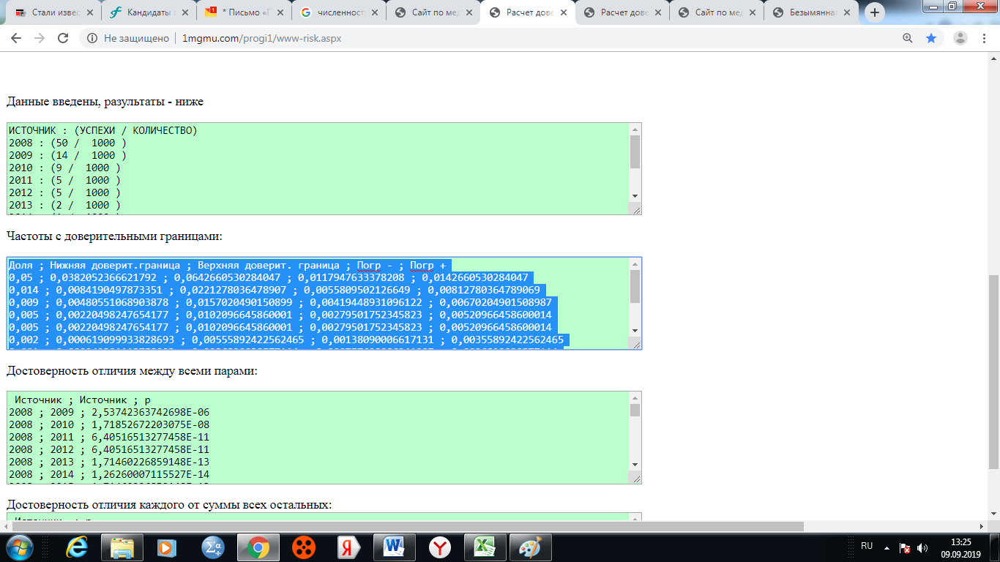 Стали извес
Кандидаты
* Письмо «Г
численност
Сайт по мед
Расчет дове
Расчет дове
Сайт по мед
Безымянна
Не защищено | 1mgmu.com/progi1/www-risk.aspx
Данные введены, разультаты - ниже
ИСТОЧНИК : (УСПЕХИ / КОЛИЧЕСТВО)
2008 : (50 / 1000 )
2009 : (14 / 1000 )
2010 : (9 / 1000 )
2011 : (5 / 1000 )
2012 : (5 / 1000 )
2013 : (2 / 1000 )
Частоты с доверительными границами:
Доля ; Нижняя доверит.граница ; Верхняя доверит. граница ; Погр - ; Погр +
0,05 ; 0,0382052366621792 ; 0,0642660530284047 ; 0,0117947633378208 ; 0,0142660530284047
0,014 ; 0,0084190497873351 ; 0,0221278036478907 ; 0,0055809502126649 ; 0,00812780364789069
0,009 ; 0,00480551068903878 ; 0,0157020490150899 ; 0,00419448931096122 ; 0,00670204901508987
0,005 ; 0,00220498247654177 ; 0,0102096645860001 ; 0,00279501752345823 ; 0,00520966458600014
0,005 ; 0,00220498247654177 ; 0,0102096645860001 ; 0,00279501752345823 ; 0,00520966458600014
0,002 ; 0,000619099933828693 ; 0,00555892422562465 ; 0,00138090006617131 ; 0,00355892422562465
Достоверность отличия между всеми парами:
Источник ; Источник ; p
2008 ; 2009 ; 2,53742363742698E-06
2008 ; 2010 ; 1,71852672203075E-08
2008 ; 2011 ; 6,40516513277458E-11
2008 ; 2012 ; 6,40516513277458E-11
2008 ; 2013 ; 1,71460226859148E-13
2008 ; 2014 ; 1,26260007115527E-14
Достоверность отличия каждого от суммы всех остальных:
RU
13:25
09.09.2019